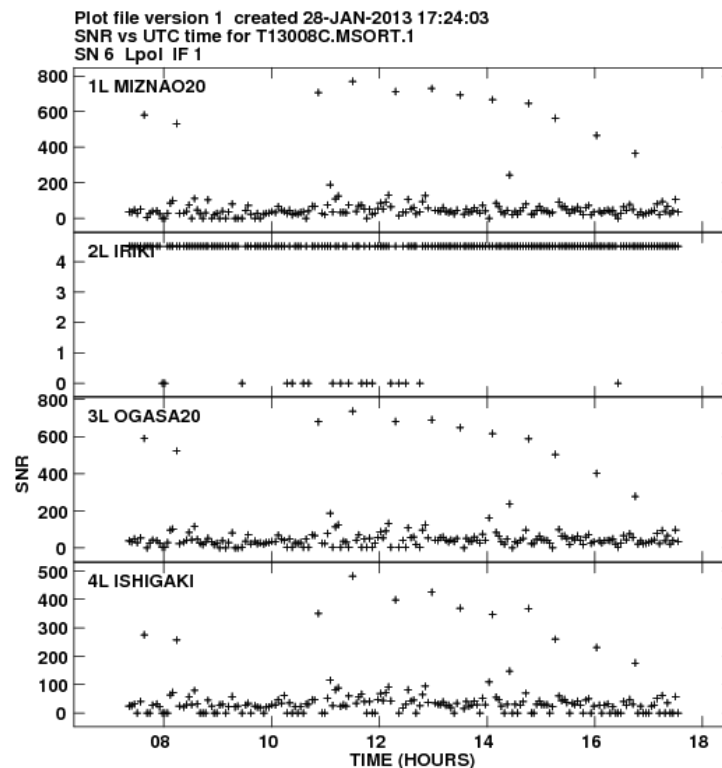 Plot file version 1 created 28-JAN-2013 17:24:03
SNR vs UTC time for T13008C.MSORT.1
SN 6 Lpol IF 1
800
1L MIZNAO20
600
400
200
0
2L IRIKI
4
3
2
1
0
800
3L OGASA20
600
400
200
0
SNR
500
4L ISHIGAKI
400
300
200
100
0
08 10 12 14 16 18
TIME (HOURS)